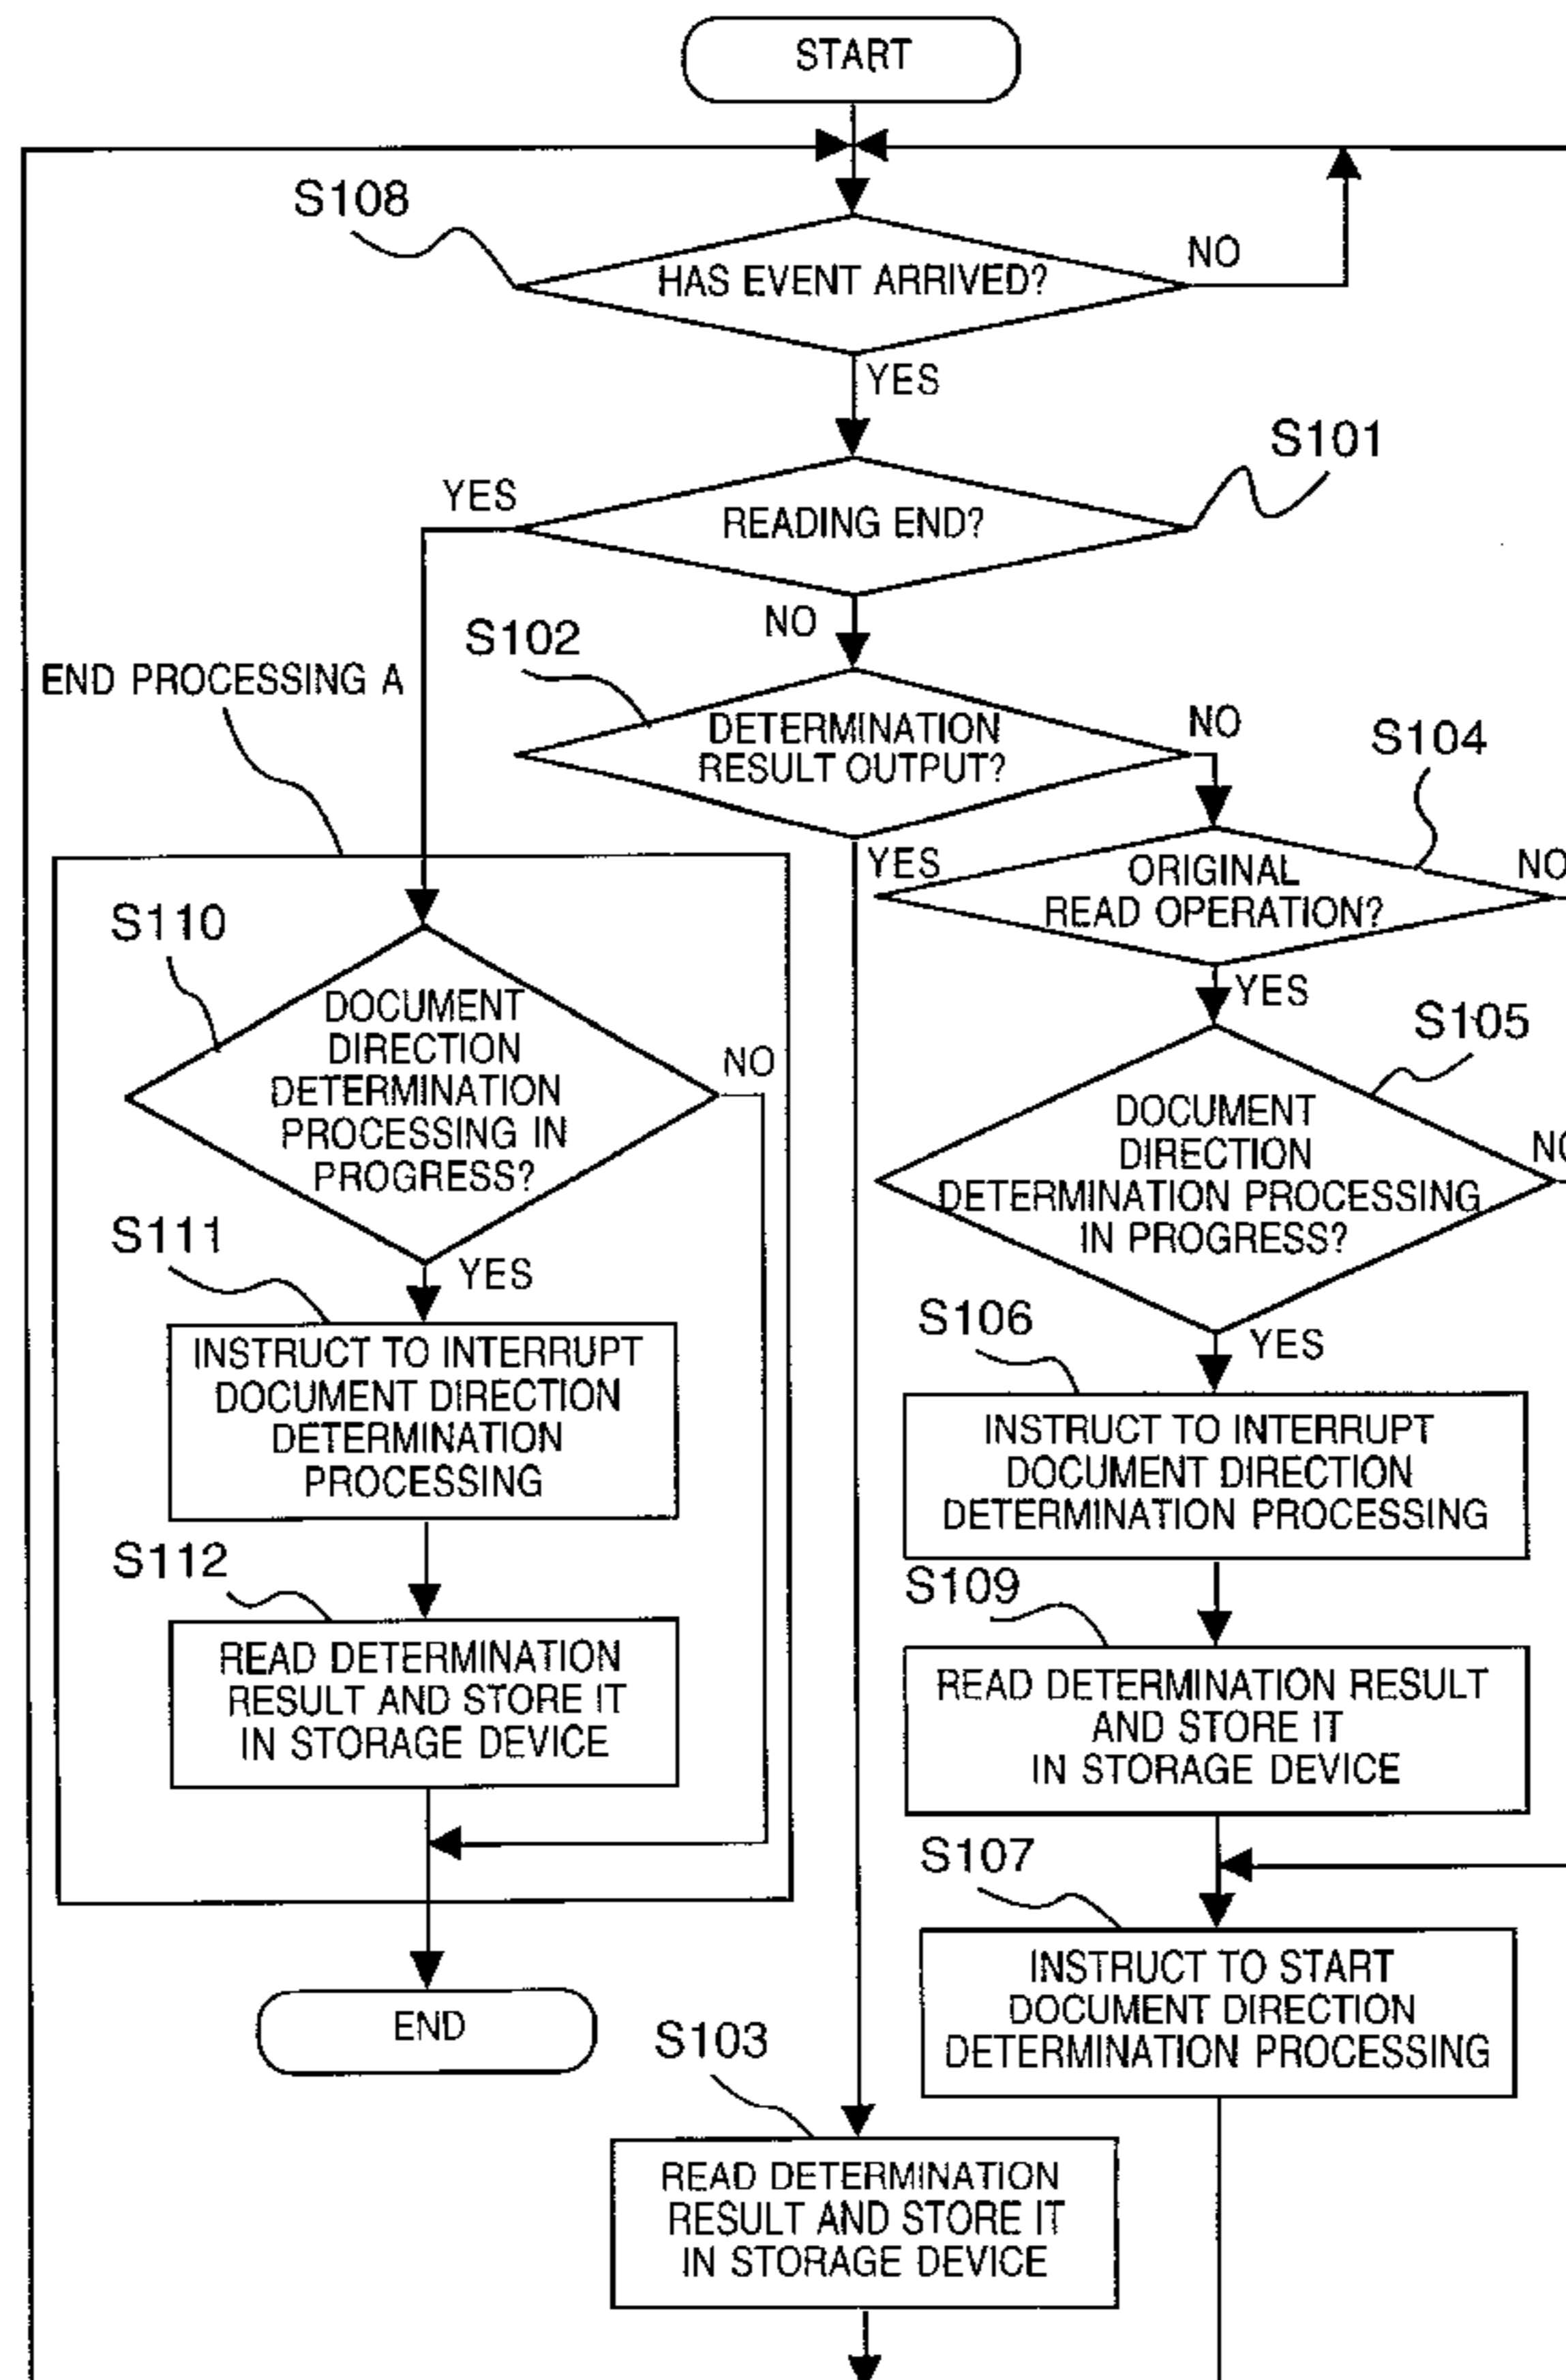 START
S108
HAS EVENT ARRIVED?
NO
YES
S101
YES
READING END?
NO
S102
END PROCESSING A
DETERMINATION
RESULT OUTPUT?
NO
S104
YES
ORIGINAL
READ OPERATION?
NO
YES
S110
DOCUMENT
DIRECTION
DETERMINATION
PROCESSING IN
PROGRESS?
NO
S105
DOCUMENT
DIRECTION
DETERMINATION PROCESSING
IN PROGRESS?
NO
YES
S111
YES
INSTRUCT TO INTERRUPT
DOCUMENT DIRECTION
DETERMINATION
PROCESSING
S106
INSTRUCT TO INTERRUPT
DOCUMENT DIRECTION
DETERMINATION PROCESSING
S112
READ DETERMINATION
RESULT AND STORE IT
IN STORAGE DEVICE
S109
READ DETERMINATION RESULT
AND STORE IT
IN STORAGE DEVICE
S107
INSTRUCT TO START
DOCUMENT DIRECTION
DETERMINATION PROCESSING
END
S103
READ DETERMINATION
RESULT AND STORE IT
IN STORAGE DEVICE